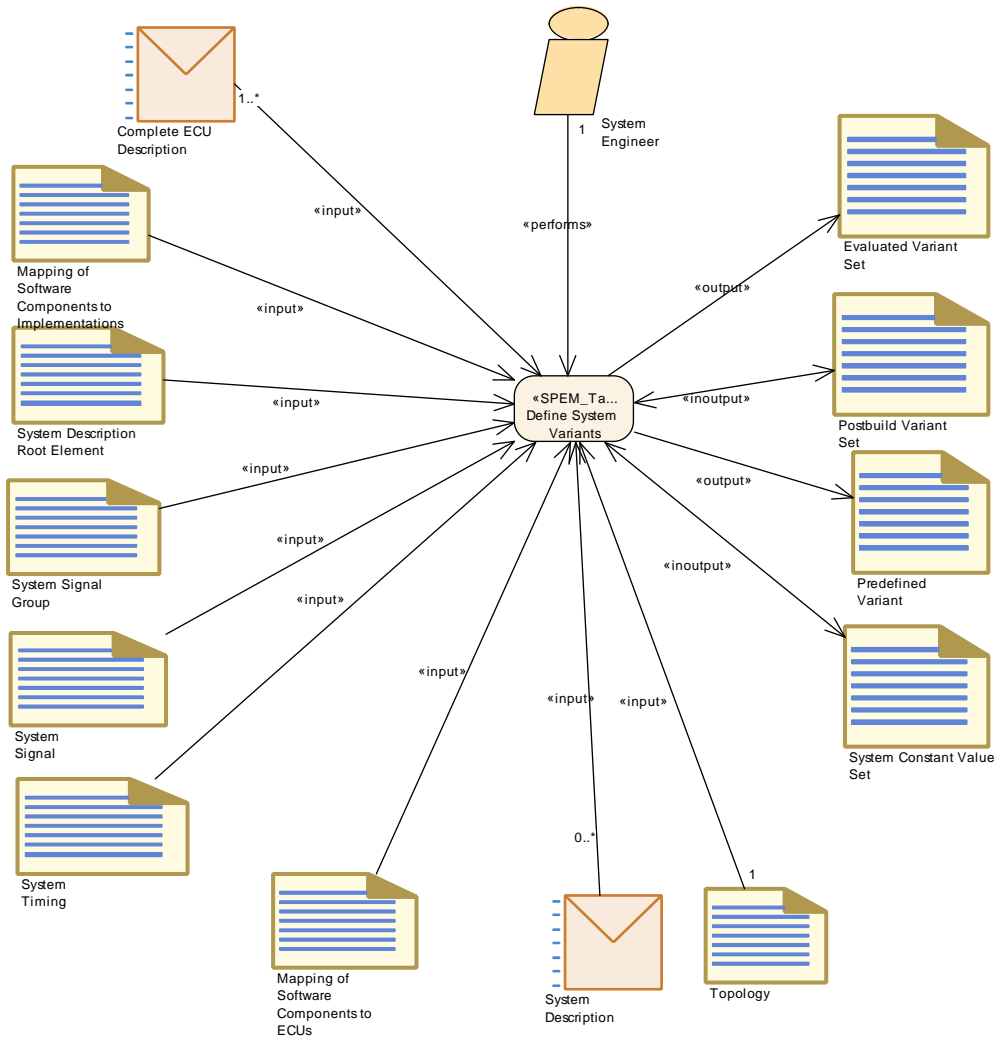 1..*
Complete ECU
Description
1
System
Engineer
«input»
«performs»
Mapping of
Software
Components to
Implementations
«input»
Evaluated Variant
Set
«output»
System Description
Root Element
«input»
«SPEM_Ta...
Define System
Variants
«inoutput»
Postbuild Variant
Set
System Signal
Group
«input»
«output»
Predefined
Variant
«input»
«inoutput»
System
Signal
«input»
System Constant Value
Set
System
Timing
«input»
«input»
«input»
0..*
1
Mapping of
Software
Components to
ECUs
System
Description
Topology